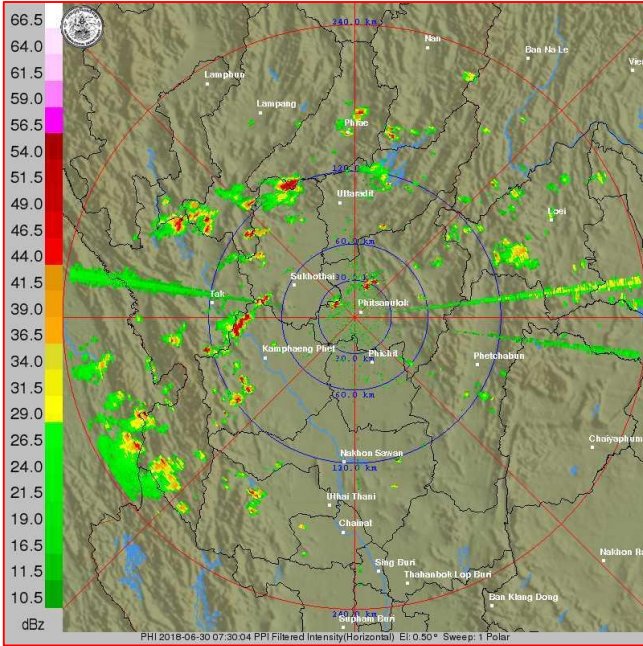 66.5
64.0
61.5
59.0
56.5
54.0
51.5
49.0
46.5
44.0
41.5
39.0
36.5
34.0
31.5
29.0
26.5
24.0
21.5
19.0
16.5
14.0
11.5
10.5
dBz
240.0 km
Nan
Ban Na Le
Lamphun
Lampang
Phrae
120.0 km
Uttaradit
Loei
60.0 km
Sukhothai
30.0 km
Tak
Phitsanulok
Kamphaeng Phet
30.0 km
Phichit
Phetchabun
60.0 km
Chaiyaphum
Nakhon Sawan
120.0 km
Uthai Thani
Chainat
Sing Buri
Thahanbok Lop Buri
Ban Klang Dong
240.0 km
Supham Buri
PHI 2018-06-30 07:30:04 PPI Filtered Intensity(Horizontal) El: 0.50° Sweep: 1 Polar